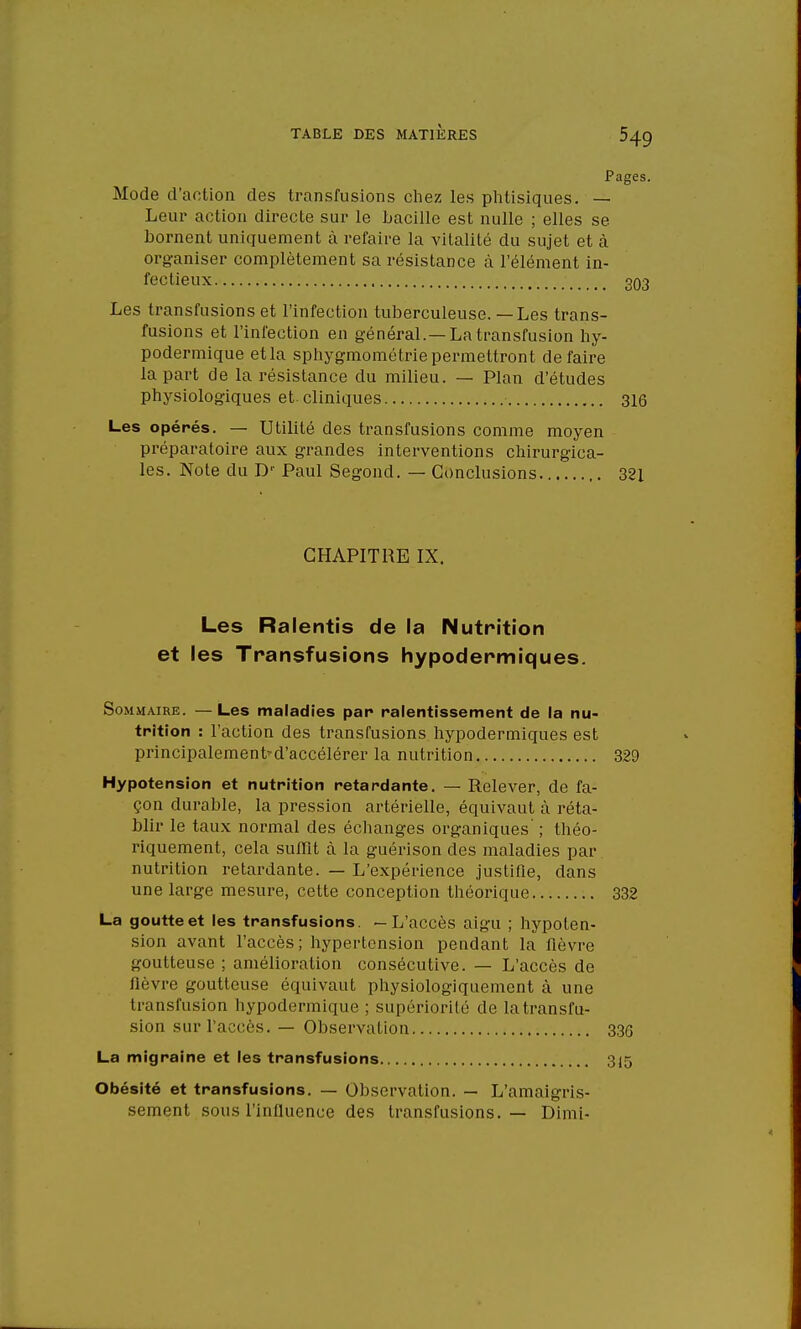 TABLE DES MATIÈRES 549
Pages.
Mode d'action des transfusions chez les phtisiques. —
Leur action directe sur le bacille est nulle ; elles se
bornent uniquement à refaire la vitalité du sujet et à
organiser complètement sa résistance à l'élément in-
fectieux........................................ 303
Les transfusions et l'infection tuberculeuse. — Les trans-
fusions et l'infection en général. — La transfusion hy-
podermique et la sphygmométrie permettront de faire
la part de la résistance du milieu. — Plan d'études
physiologiques et cliniques........................ 316
Les opérés. — Utilité des transfusions comme moyen
préparatoire aux grandes interventions chirurgica-
les. Note du Dr Paul Segond. — Conclusions........ 321
CHAPITRE IX.
Les Ralentis de la Nutrition
et les Transfusions hypodermiques.
SOMMAIRE. — Les maladies par ralentissement de la nu-
trition : l'action des transfusions hypodermiques est
principalement d'accélérer la nutrition............... 329
Hypotension et nutrition retardante. — Relever, de fa-
çon durable, la pression artérielle, équivaut à réta-
blir le taux normal des échanges organiques ; théo-
riquement, cela suffit à la guérison des maladies par
nutrition retardante. — L'expérience justifie, dans
une large mesure, cette conception théorique........ 332
La goutte et les transfusions. — L'accès aigu ; hypoten-
sion avant l'accès ; hypertension pendant la fièvre
goutteuse ; amélioration consécutive. — L'accès de
fièvre goutteuse équivaut physiologiquement à une
transfusion hypodermique ; supériorité de la transfu-
sion sur l'accès. — Observation..................... 336
La migraine et les transfusions...................... 345
Obésité et transfusions. — Observation. — L'amaigris-
sement sous l'influence des transfusions. — Dimi-